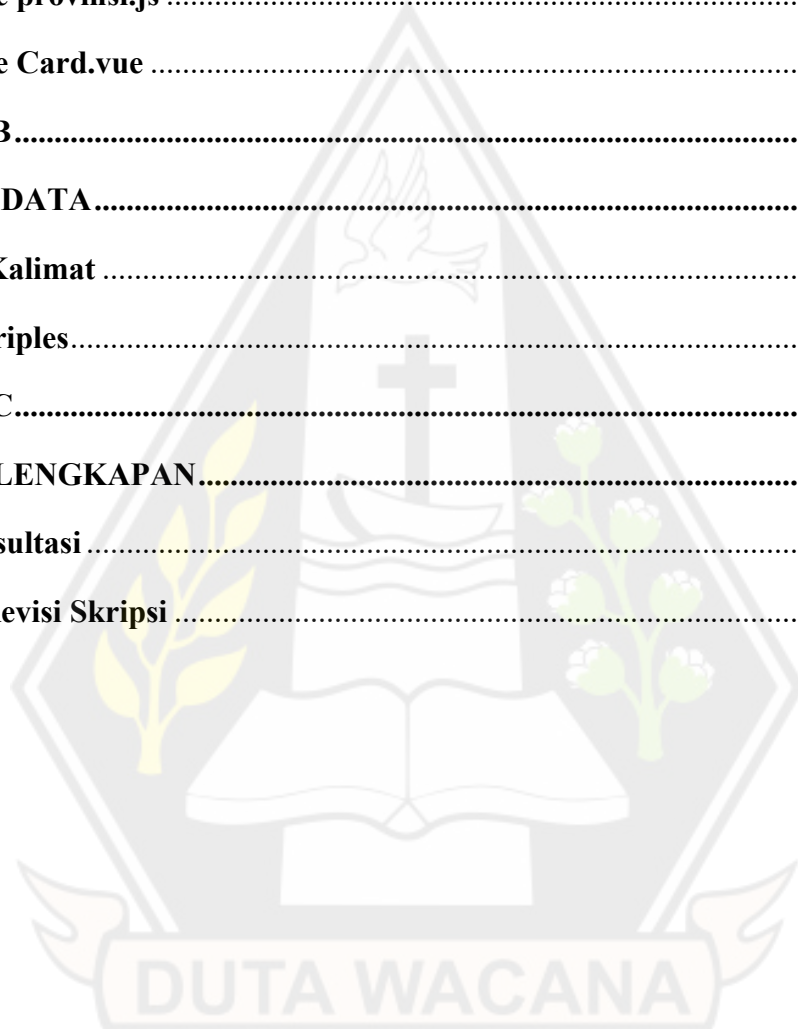 e provinsi.js ........................................................................................
e Card.vue ........................................................................................
B........................................................................................
DATA........................................................................................
Kalimat ........................................................................................
riples........................................................................................
C........................................................................................
LENGKAPAN........................................................................................
sultasi ........................................................................................
evisi Skripsi ........................................................................................
DUTA WACANA